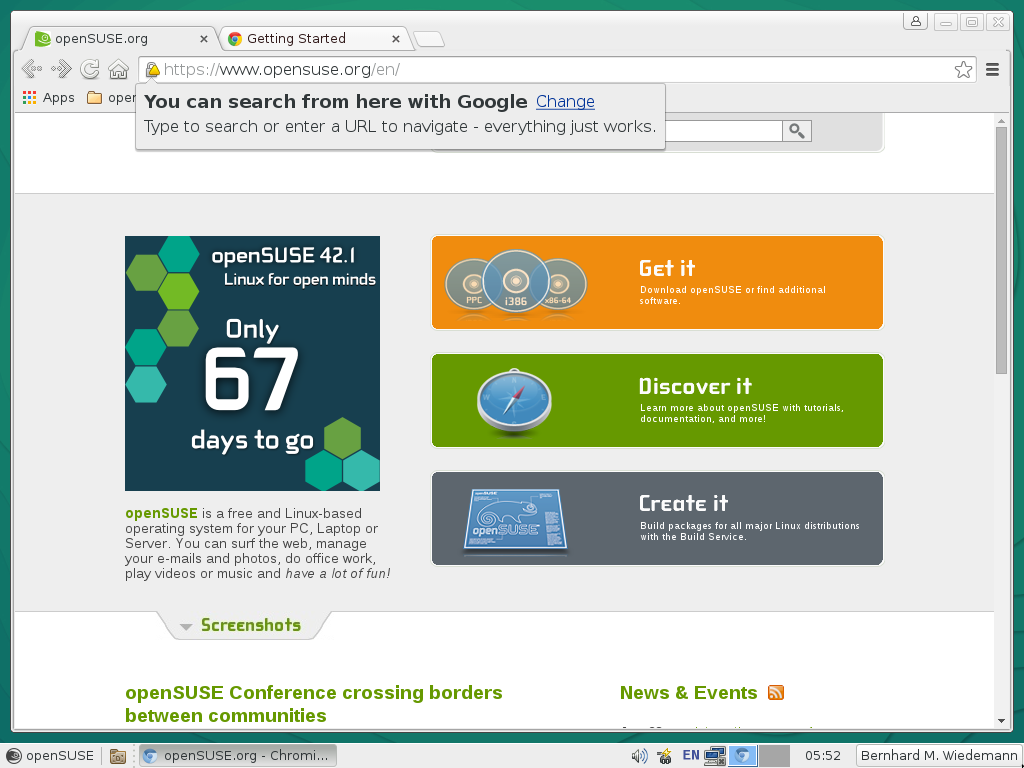 openSUSE.org
Getting Started
https://www.opensuse.org/en/
Apps
open
You can search from here with Google Change
Type to search or enter a URL to navigate - everything just works.
openSUSE 42.1
Linux for open minds
Only
67
days to go
PPC
i386
x86-64
Get it
Download openSUSE or find additional
software.
W
E
Discover it
Learn more about openSUSE with tutorials,
documentation, and more!
openSUSE
openSUSE
Create it
Build packages for all major Linux distributions
with the Build Service.
openSUSE is a free and Linux-based
operating system for your PC, Laptop or
Server. You can surf the web, manage
your e-mails and photos, do office work,
play videos or music and have a lot of fun!
Screenshots
openSUSE Conference crossing borders
between communities
News & Events
openSUSE
openSUSE.org - Chromi...
EN
05:52
Bernhard M. Wiedemann